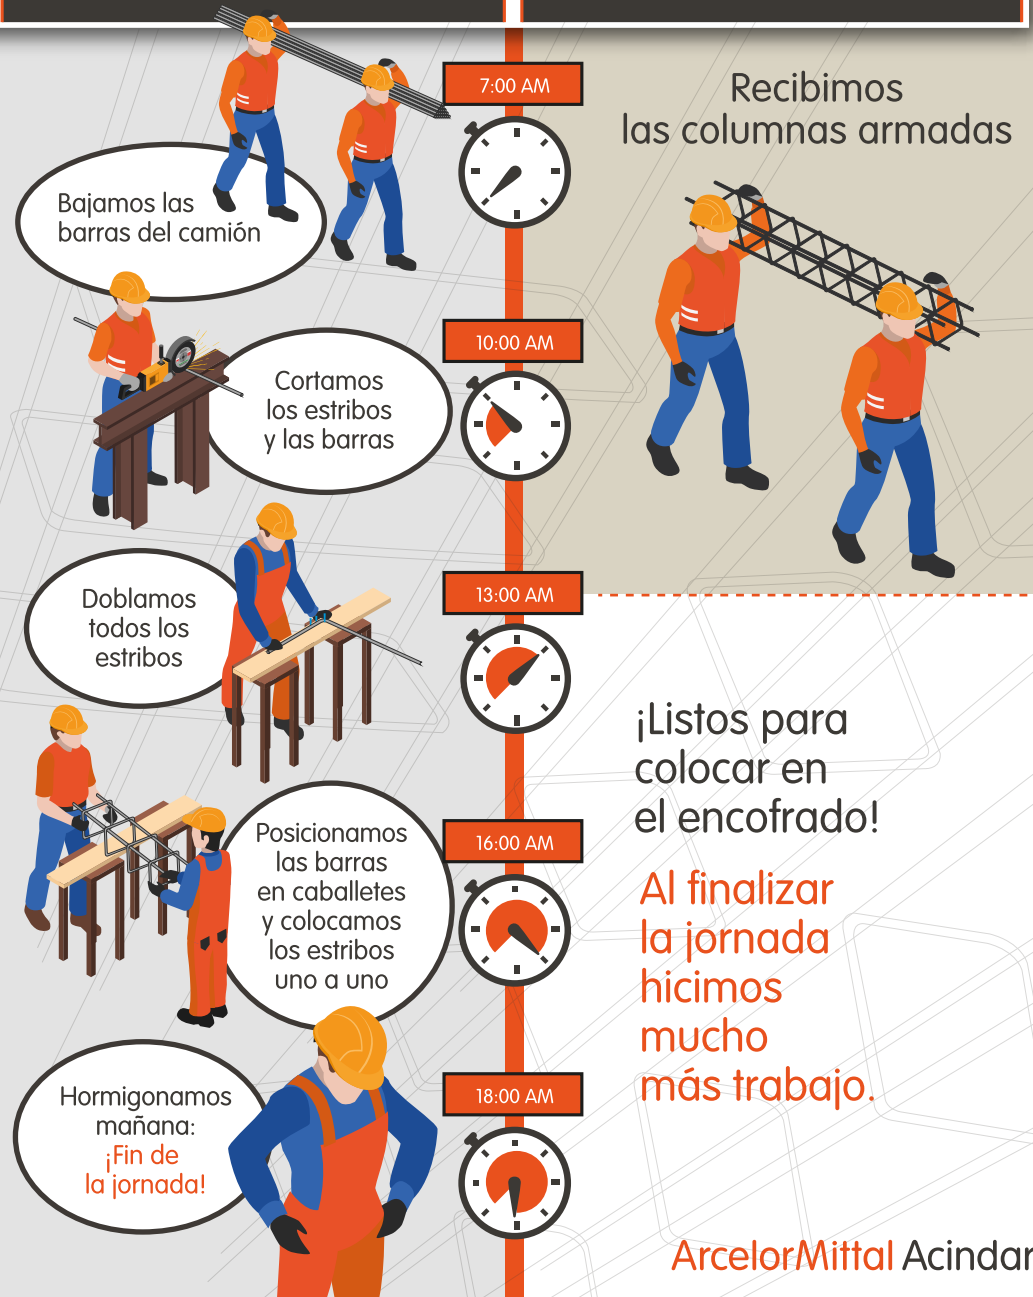 7:00 AM
Bajamos las
barras del camión
Recibimos
las columnas armadas
10:00 AM
Cortamos
los estribos
y las barras
13:00 AM
Doblamos
todos los
estribos
16:00 AM
Posicionamos
las barras
en caballetes
y colocamos
los estribos
uno a uno
18:00 AM
Hormigonamos
mañana:
¡Fin de
la jornada!
¡Listos para
colocar en
el encofrado!
Al finalizar
la jornada
hicimos
mucho
más trabajo.
ArcelorMittal Acindar